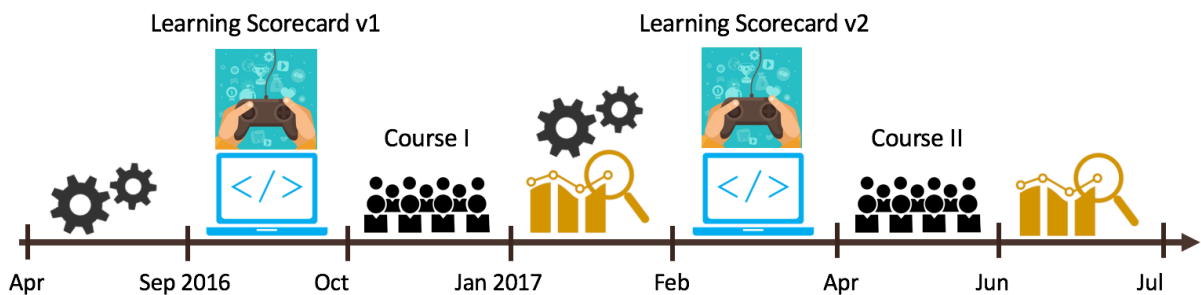 Learning Scorecard v1
Learning Scorecard v2
Course I
Course II
</>
</>
Apr
Sep 2016
Oct
Jan 2017
Feb
Apr
Jun
Jul